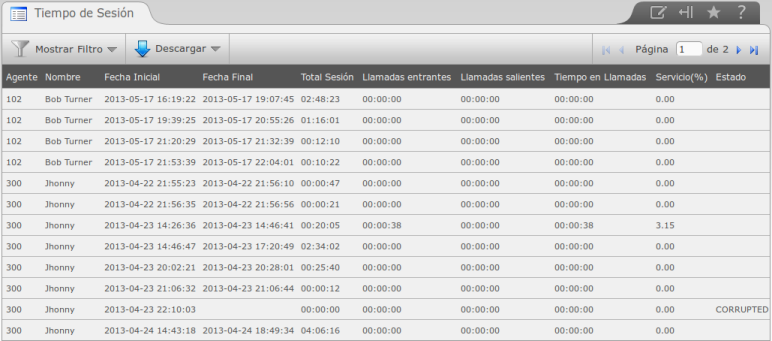 Tiempo de Sesión
?
Mostrar Filtro Descargar Página 1 de 2
Agente Nombre Fecha Inicial Fecha Final Total Sesión Llamadas entrantes Llamadas salientes Tiempo en Llamadas Servicio(%) Estado
102 Bob Turner 2013-05-17 16:19:22 2013-05-17 19:07:45 02:48:23 00:00:00 00:00:00 00:00:00 0.00
102 Bob Turner 2013-05-17 19:39:25 2013-05-17 20:55:26 01:16:01 00:00:00 00:00:00 00:00:00 0.00
102 Bob Turner 2013-05-17 21:20:29 2013-05-17 21:32:39 00:12:10 00:00:00 00:00:00 00:00:00 0.00
102 Bob Turner 2013-05-17 21:53:39 2013-05-17 22:04:01 00:10:22 00:00:00 00:00:00 00:00:00 0.00
300 Jhonny 2013-04-22 21:55:23 2013-04-22 21:56:10 00:00:47 00:00:00 00:00:00 00:00:00 0.00
300 Jhonny 2013-04-22 21:56:35 2013-04-22 21:56:56 00:00:21 00:00:00 00:00:00 00:00:00 0.00
300 Jhonny 2013-04-23 14:26:36 2013-04-23 14:46:41 00:20:05 00:00:38 00:00:00 00:00:38 3.15
300 Jhonny 2013-04-23 14:46:47 2013-04-23 17:20:49 02:34:02 00:00:00 00:00:00 00:00:00 0.00
300 Jhonny 2013-04-23 20:02:21 2013-04-23 20:28:01 00:25:40 00:00:00 00:00:00 00:00:00 0.00
300 Jhonny 2013-04-23 21:06:32 2013-04-23 21:06:44 00:00:12 00:00:00 00:00:00 00:00:00 0.00
300 Jhonny 2013-04-23 22:10:03 00:00:00 00:00:00 00:00:00 00:00:00 0.00 CORRUPTED
300 Jhonny 2013-04-24 14:43:18 2013-04-24 18:49:34 04:06:16 00:00:00 00:00:00 00:00:00 0.00